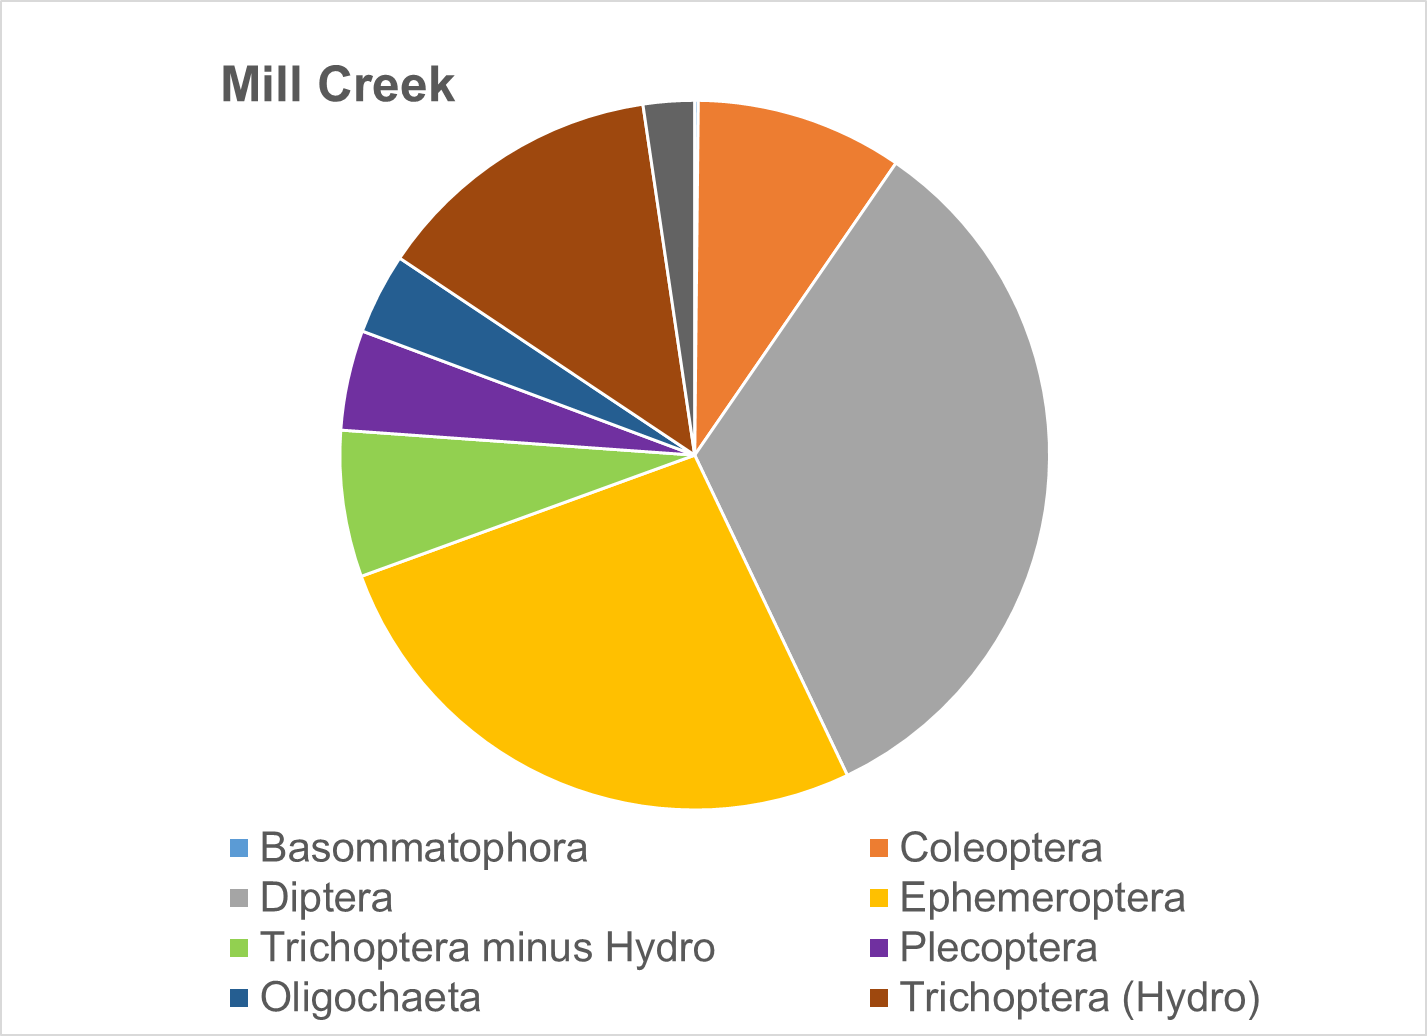 Mill Creek
Basommatophora
Coleoptera
Diptera
Ephemeroptera
Trichoptera minus Hydro
Plecoptera
Oligochaeta
Trichoptera (Hydro)